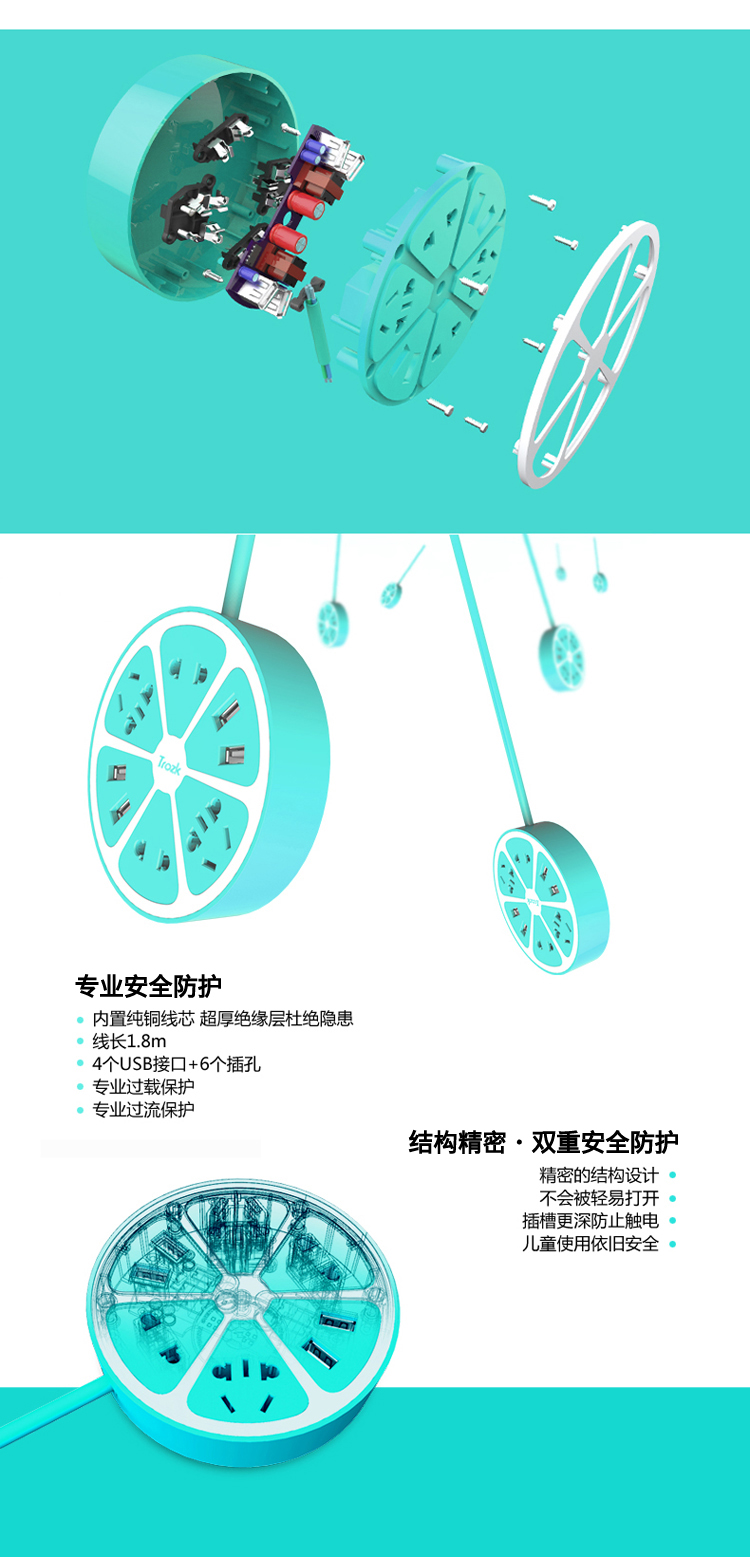 Trozk
专业安全防护
内置纯铜线芯 超厚绝缘层杜绝隐患
线长1.8m
4个USB接口+6个插孔
专业过载保护
专业过流保护
结构精密·双重安全防护
精密的结构设计
不会被轻易打开
插槽更深防止触电
儿童使用依旧安全